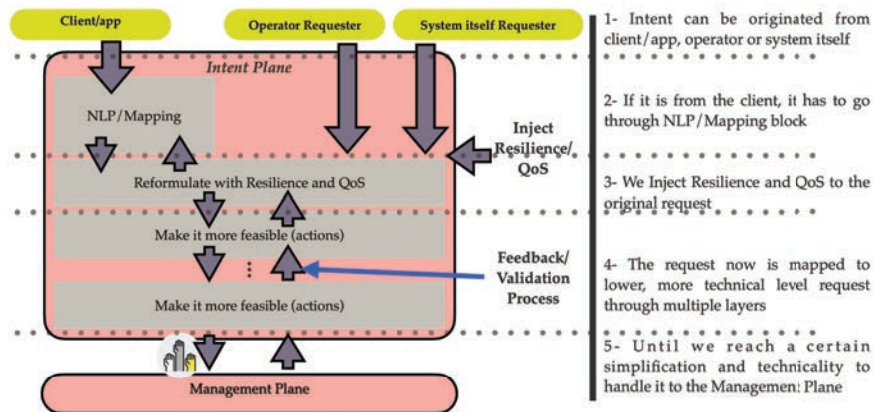 Client/app
Operator Requester
System itself Requester
Intent Plane
NLP/Mapping
Inject
Resilience/
QoS
Reformulate with Resilience and QoS
Make it more feasible (actions)
Feedback/
Validation
Process
Make it more feasible (actions)
Management Plane
1- Intent can be originated from
client/app, operator or system itself
2- If it is from the client, it has to go
through NLP/Mapping block
3- We Inject Resilience and QoS to the
original request
4- The request now is mapped to
lower, more technical level request
through multiple layers
5- Until we reach a certain
simplification and technicality to
handle it to the Managemen: Plane